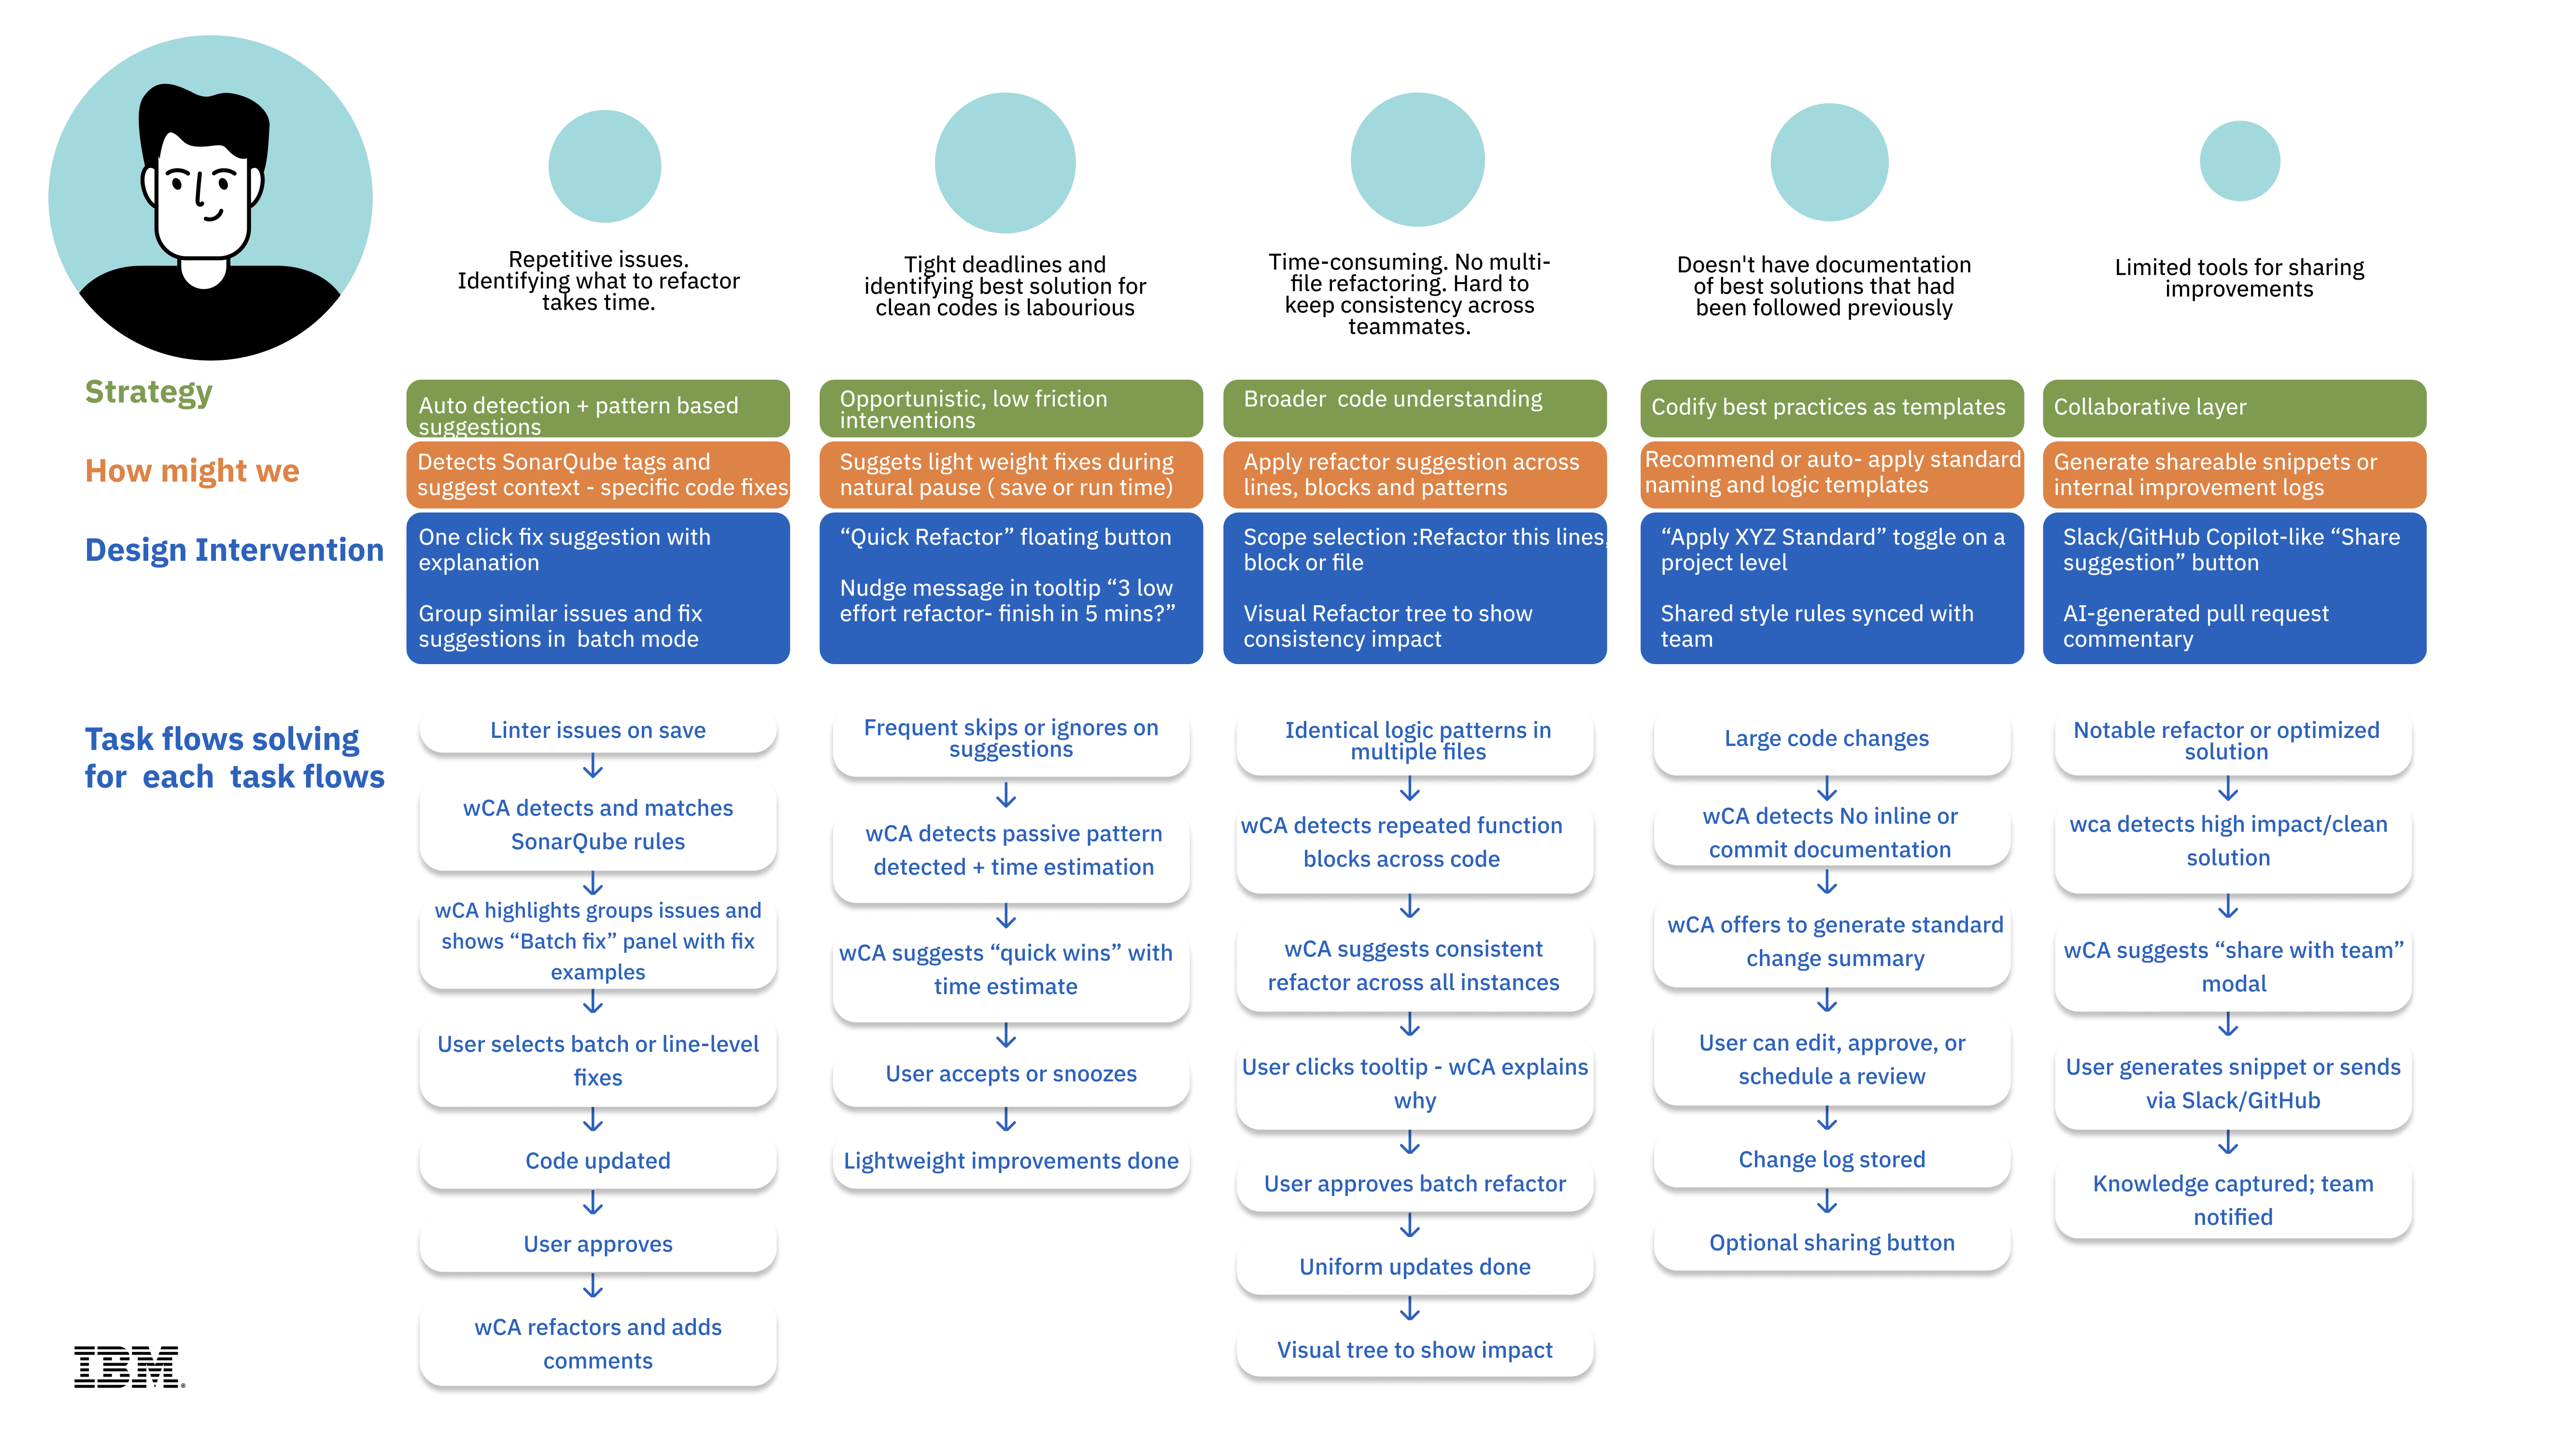 Repetitive issues.
Identifying what to refactor
takes time.
Tight deadlines and
identifying best solution for
clean codes is labourious
Time-consuming. No multi-
file refactoring. Hard to
keep consistency across
teammates.
Doesn't have documentation
of best solutions that had
been followed previously
Limited tools for sharing
improvements
Strategy
Auto detection + pattern based
suggestions
Opportunistic, low friction
interventions
Broader  code understanding
Codify best practices as templates
Collaborative layer
How might we
Detects SonarQube tags and
suggest context - specific code fixes
Suggets light weight fixes during
natural pause ( save or run time)
Apply refactor suggestion across
lines, blocks and patterns
Recommend or auto- apply standard
naming and logic templates
Generate shareable snippets or
internal improvement logs
Design Intervention
One click fix suggestion with
explanation
Group similar issues and fix
suggestions in  batch mode
“Quick Refactor” floating button
Nudge message in tooltip “3 low
effort refactor- finish in 5 mins?”
Scope selection :Refactor this lines,
block or file
Visual Refactor tree to show
consistency impact
“Apply XYZ Standard” toggle on a
project level
Shared style rules synced with
team
Slack/GitHub Copilot-like “Share
suggestion” button
AI-generated pull request
commentary
Task flows solving
for  each  task flows
Linter issues on save
wCA detects and matches
SonarQube rules
wCA highlights groups issues and
shows “Batch fix” panel with fix
examples
User selects batch or line-level
fixes
Code updated
User approves
wCA refactors and adds
comments
Frequent skips or ignores on
suggestions
wCA detects passive pattern
detected + time estimation
wCA suggests “quick wins” with
time estimate
User accepts or snoozes
Lightweight improvements done
Identical logic patterns in
multiple files
wCA detects repeated function
blocks across code
wCA suggests consistent
refactor across all instances
User clicks tooltip - wCA explains
why
User approves batch refactor
Uniform updates done
Visual tree to show impact
Large code changes
wCA detects No inline or
commit documentation
wCA offers to generate standard
change summary
User can edit, approve, or
schedule a review
Change log stored
Optional sharing button
Notable refactor or optimized
solution
wca detects high impact/clean
solution
wCA suggests “share with team”
modal
User generates snippet or sends
via Slack/GitHub
Knowledge captured; team
notified
IBM®